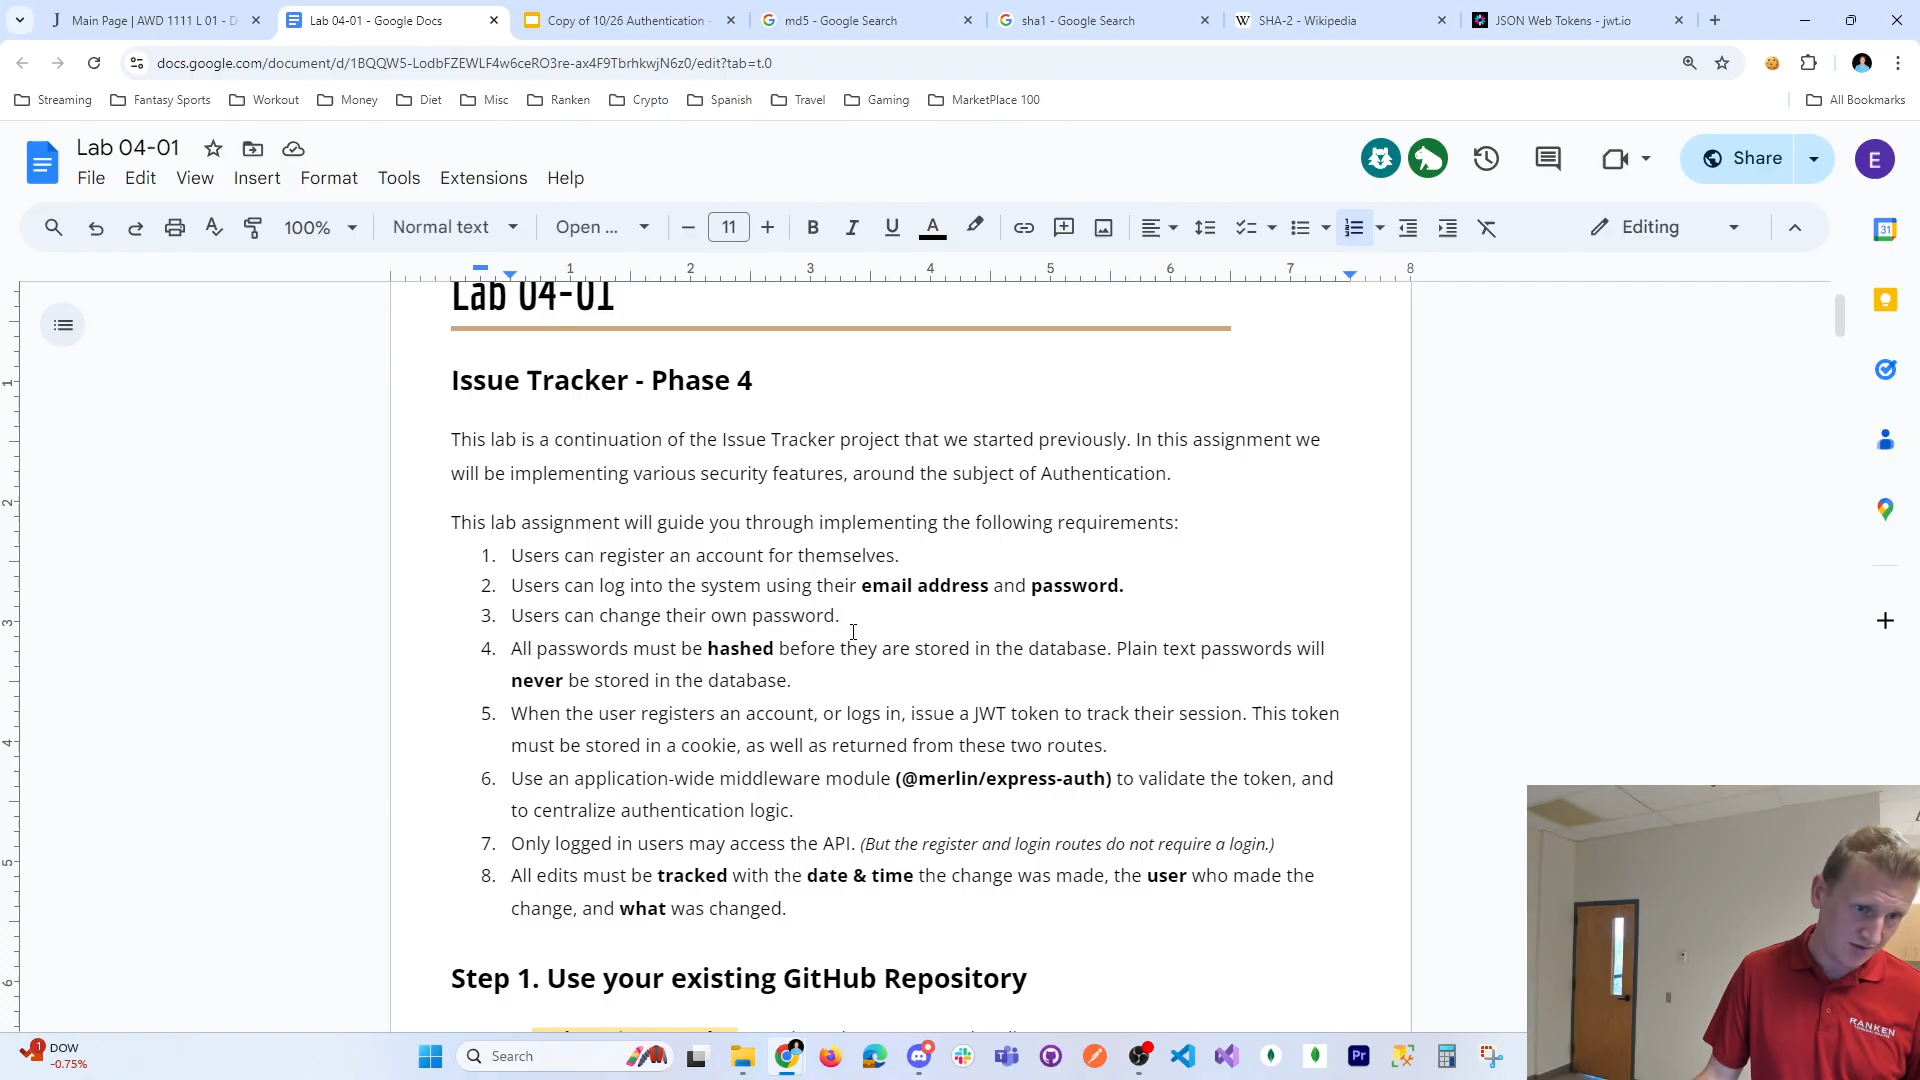 Main Page | AWD 1111 L 01 - D
Lab 04-01 - Google Docs
Copy of 10/26 Authentication -
md5 - Google Search
sha1 - Google Search
SHA-2 - Wikipedia
JSON Web Tokens - jwt.io
docs.google.com/document/d/1BQQW5-LodbFZEWLF4w6ceRO3re-ax4F9TbrhkwjN6z0/edit?tab=t.0
Streaming
Fantasy Sports
Workout
Money
Diet
Misc
Ranken
Crypto
Spanish
Travel
Gaming
MarketPlace 100
All Bookmarks
Lab 04-01
File Edit View Insert Format Tools Extensions Help
Share
E
100%
Normal text
Open ...
11
Editing
1 2 3 4 5 6 7 8
Lab 04-01
Issue Tracker - Phase 4
This lab is a continuation of the Issue Tracker project that we started previously. In this assignment we
will be implementing various security features, around the subject of Authentication.
This lab assignment will guide you through implementing the following requirements:
1. Users can register an account for themselves.
2. Users can log into the system using their email address and password.
3. Users can change their own password.
4. All passwords must be hashed before they are stored in the database. Plain text passwords will
never be stored in the database.
5. When the user registers an account, or logs in, issue a JWT token to track their session. This token
must be stored in a cookie, as well as returned from these two routes.
6. Use an application-wide middleware module (@merlin/express-auth) to validate the token, and
to centralize authentication logic.
7. Only logged in users may access the API. (But the register and login routes do not require a login.)
8. All edits must be tracked with the date & time the change was made, the user who made the
change, and what was changed.
Step 1. Use your existing GitHub Repository
RANKEN
1
DOW
-0.75%
Search